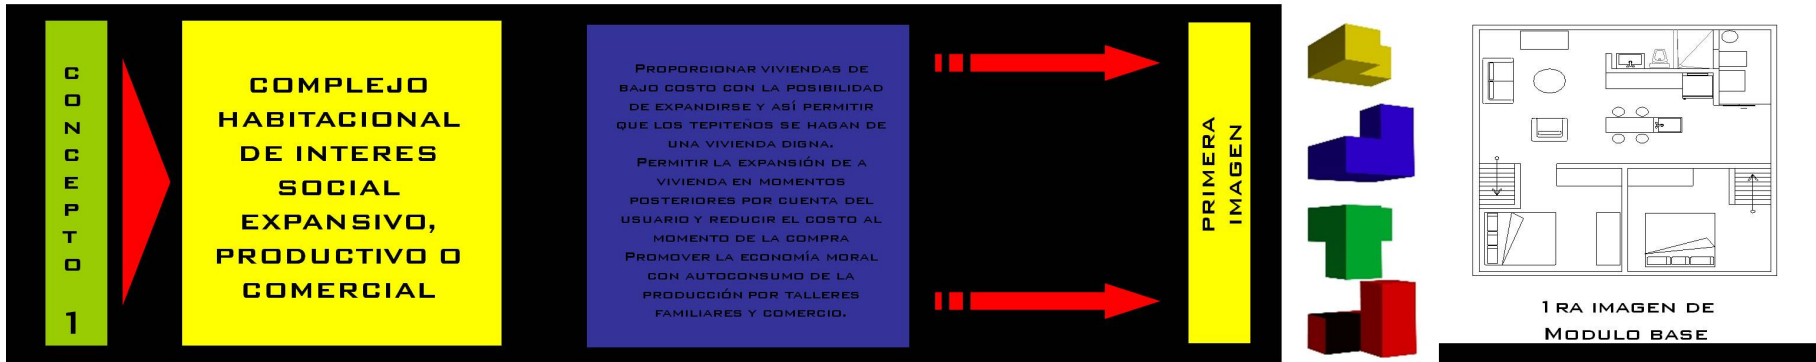 CONCEPTO 1
COMPLEJO
HABITACIONAL
DE INTERES
SOCIAL
EXPANSIVO,
PRODUCTIVO O
COMERCIAL
PROPORCIONAR VIVIENDAS DE
BAJO COSTO CON LA POSIBILIDAD
DE EXPANDIRSE Y ASÍ PERMITIR
QUE LOS TEPITEÑOS SE HAGAN DE
UNA VIVIENDA DIGNA.
PERMITIR LA EXPANSIÓN DE A
VIVIENDA EN MOMENTOS
POSTERIORES POR CUENTA DEL
USUARIO Y REDUCIR EL COSTO AL
MOMENTO DE LA COMPRA
PROMOVER LA ECONOMÍA MORAL
CON AUTOCONSUMO DE LA
PRODUCCIÓN POR TALLERES
FAMILIARES Y COMERCIO.
PRIMERA
IMAGEN
1RA IMAGEN DE
MODULO BASE